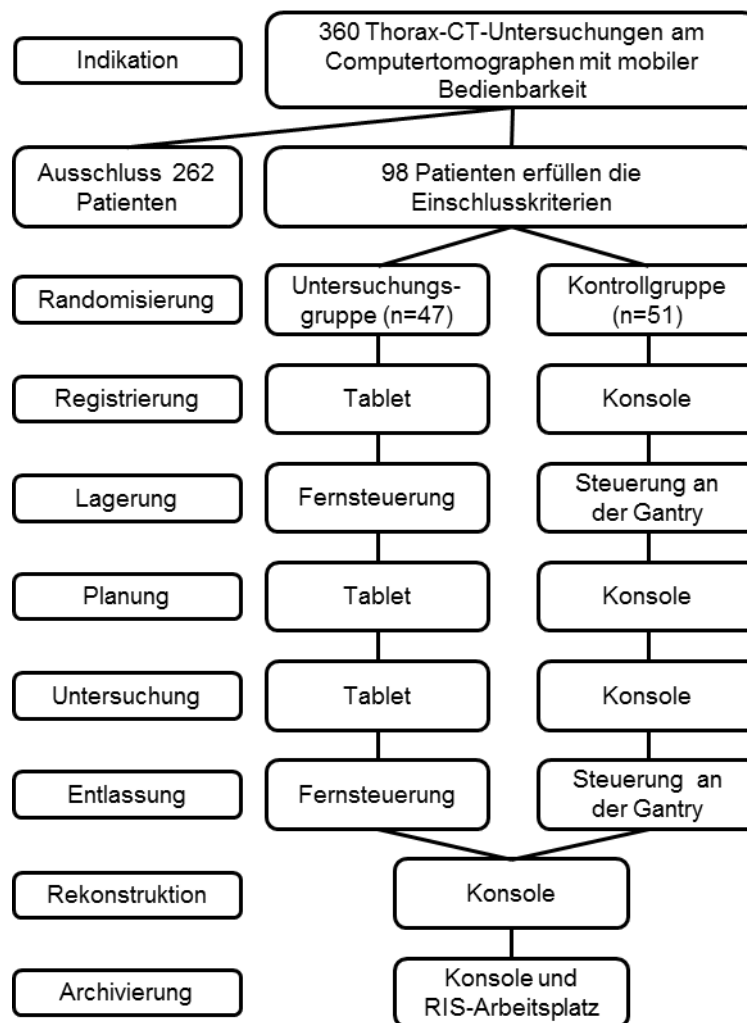 Indikation
360 Thorax-CT-Untersuchungen am
Computertomographen mit mobiler
Bedienbarkeit
Ausschluss 262
Patienten
98 Patienten erfüllen die
Einschlusskriterien
Randomisierung
Untersuchungs-
gruppe (n=47)
Kontrollgruppe
(n=51)
Registrierung
Tablet
Konsole
Lagerung
Fernsteuerung
Steuerung an
der Gantry
Planung
Tablet
Konsole
Untersuchung
Tablet
Konsole
Entlassung
Fernsteuerung
Steuerung an
der Gantry
Rekonstruktion
Konsole
Archivierung
Konsole und
RIS-Arbeitsplatz